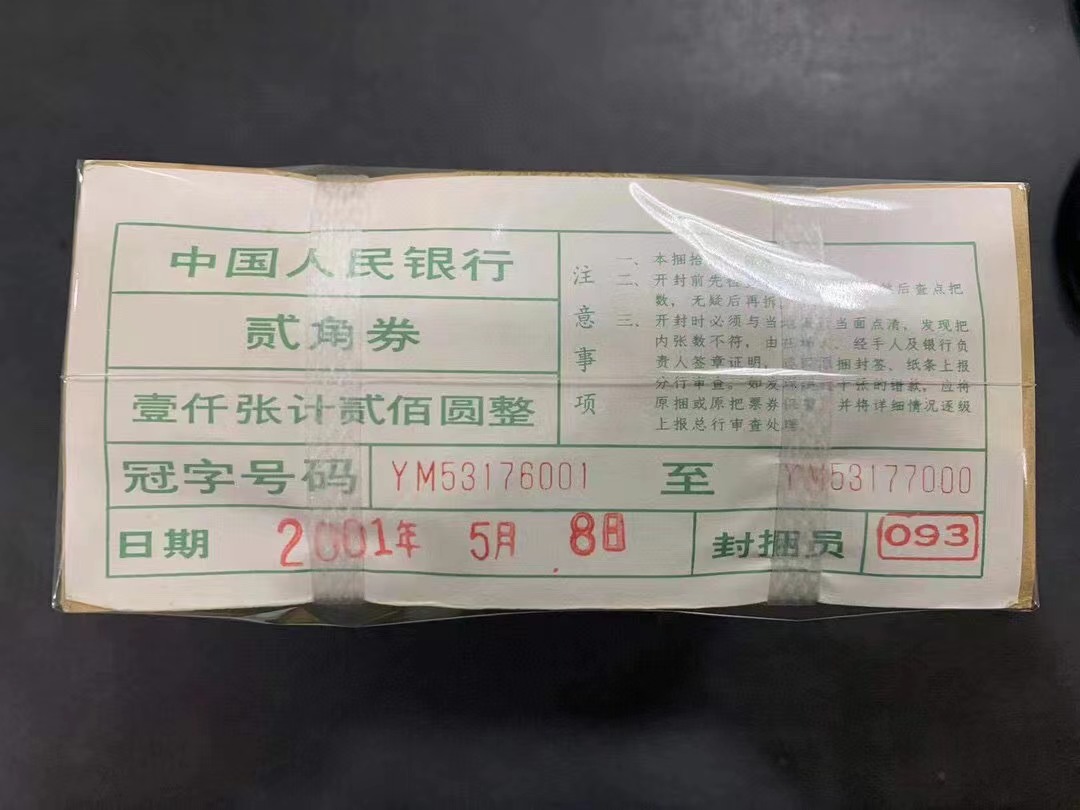 中国人民银行
贰角券
壹仟张计贰佰圆整
注意事项
一、本捆拾
二、开封前先 后查点把
数，无疑后再拆
三、开封时必须与当 当面点清，发现把
内张数不符，由在 经手人及银行负
责人签章证明， 捆封签、纸条上报
分行审查。如发 千张的错款，应将
原捆或原把票券 并将详细情况逐级
上报总行审查处理。
冠字号码 YM53176001 至 YM53177000
日期 2001年 5月 8日 封捆员 093